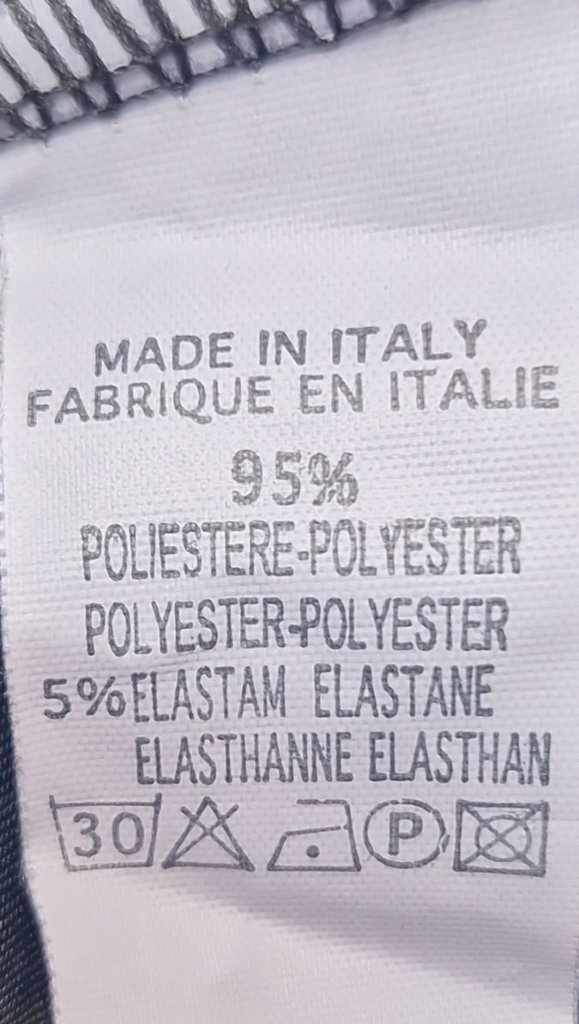 MADE IN ITALY
FABRIQUE EN ITALIE
95%
POLIESTERE-POLYESTER
POLYESTER-POLYESTER
5% ELASTAM ELASTANE
ELASTHANNE ELASTHAN
30 P